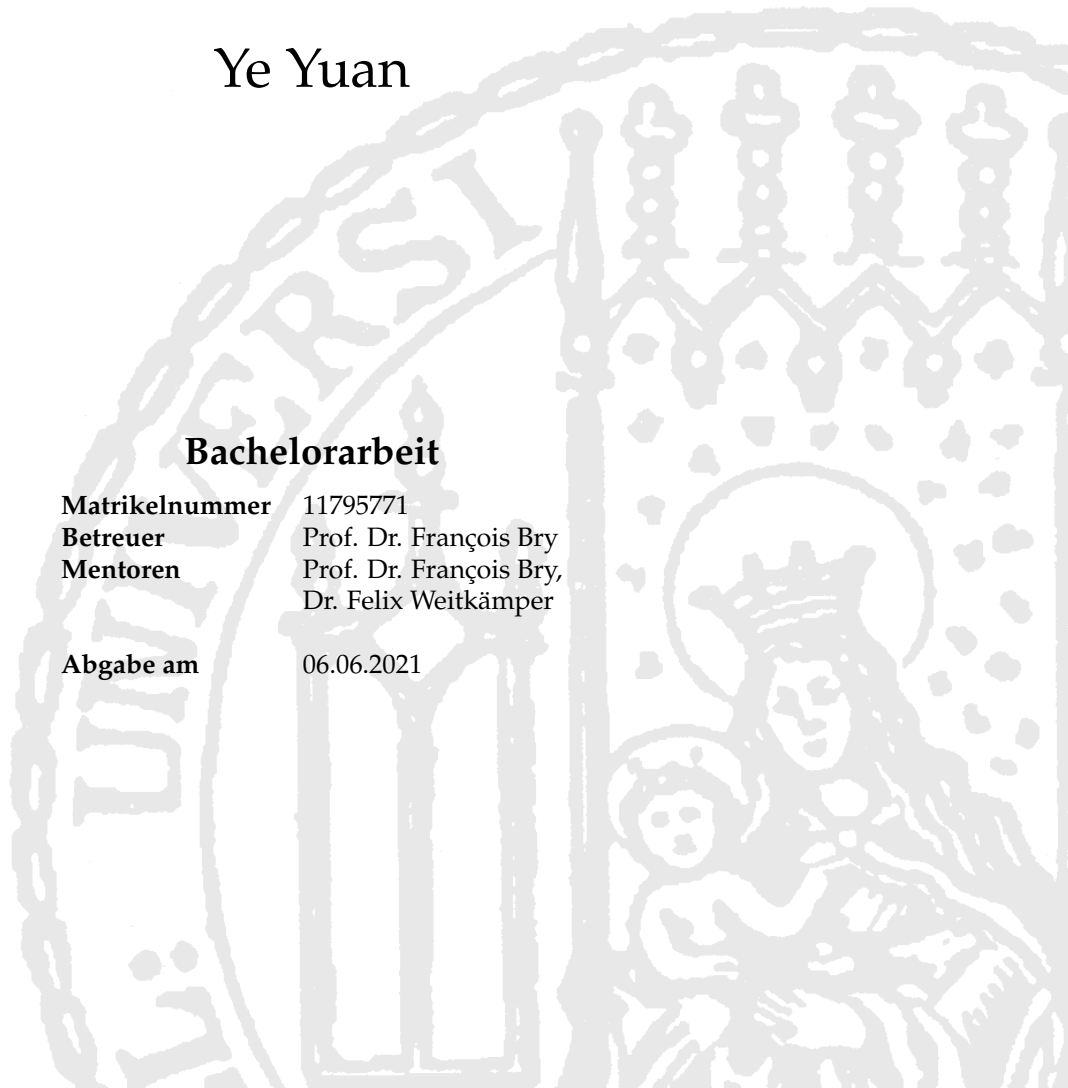 Ye Yuan
Bachelorarbeit
Matrikelnummer 11795771
Betreuer Prof. Dr. François Bry
Mentoren Prof. Dr. François Bry,
Dr. Felix Weitkämper
Abgabe am 06.06.2021
UNIVERSI